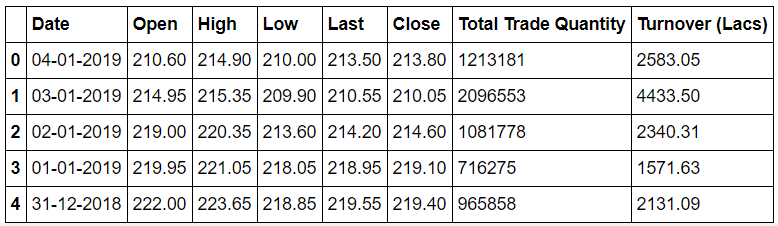 Date Open High Low Last Close Total Trade Quantity Turnover (Lacs)
0 04-01-2019 210.60 214.90 210.00 213.50 213.80 1213181 2583.05
1 03-01-2019 214.95 215.35 209.90 210.55 210.05 2096553 4433.50
2 02-01-2019 219.00 220.35 213.60 214.20 214.60 1081778 2340.31
3 01-01-2019 219.95 221.05 218.05 218.95 219.10 716275 1571.63
4 31-12-2018 222.00 223.65 218.85 219.55 219.40 965858 2131.09